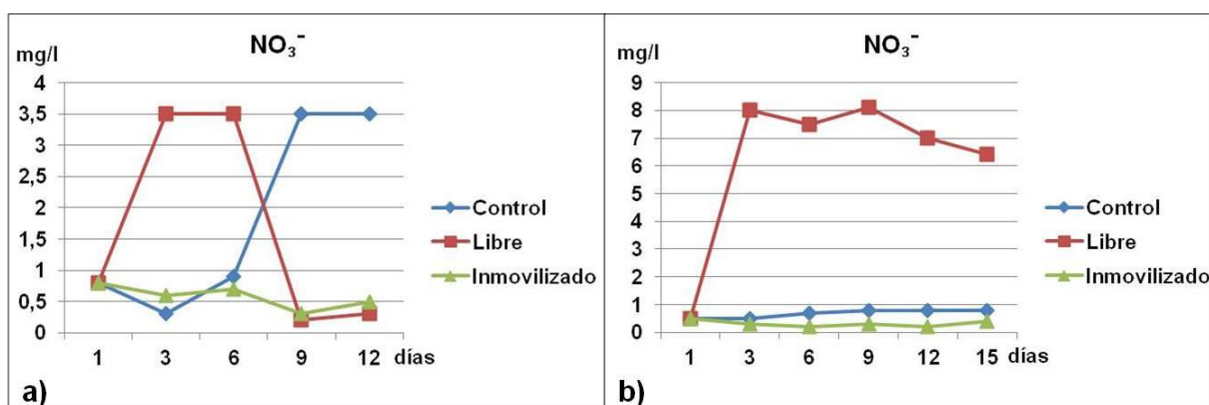 NO₃⁻
mg/l
4
3,5
3
2,5
2
1,5
1
0,5
0
1 3 6 9 12 días
Control
Libre
Inmovilizado
a)
NO₃⁻
mg/l
9
8
7
6
5
4
3
2
1
0
1 3 6 9 12 15 días
Control
Libre
Inmovilizado
b)